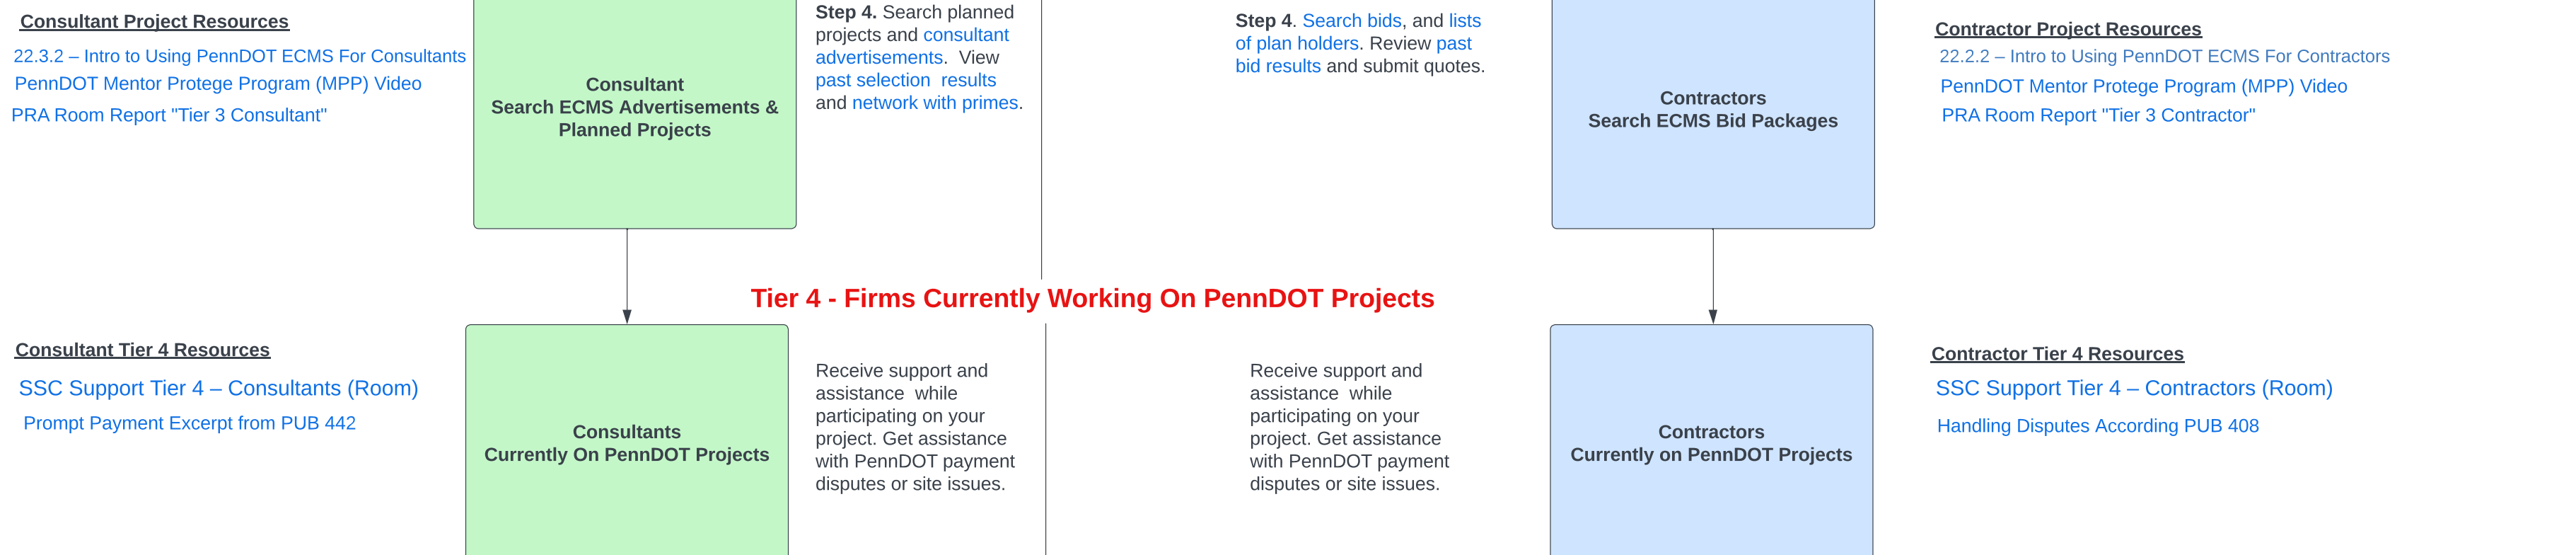 Consultant Project Resources
22.3.2 – Intro to Using PennDOT ECMS For Consultants
PennDOT Mentor Protege Program (MPP) Video
PRA Room Report "Tier 3 Consultant"
Consultant
Search ECMS Advertisements &
Planned Projects
Step 4. Search planned
projects and consultant
advertisements. View
past selection results
and network with primes.
Step 4. Search bids, and lists
of plan holders. Review past
bid results and submit quotes.
Contractors
Search ECMS Bid Packages
Contractor Project Resources
22.2.2 – Intro to Using PennDOT ECMS For Contractors
PennDOT Mentor Protege Program (MPP) Video
PRA Room Report "Tier 3 Contractor"
Tier 4 - Firms Currently Working On PennDOT Projects
Consultant Tier 4 Resources
SSC Support Tier 4 – Consultants (Room)
Prompt Payment Excerpt from PUB 442
Consultants
Currently On PennDOT Projects
Receive support and
assistance while
participating on your
project. Get assistance
with PennDOT payment
disputes or site issues.
Receive support and
assistance while
participating on your
project. Get assistance
with PennDOT payment
disputes or site issues.
Contractors
Currently on PennDOT Projects
Contractor Tier 4 Resources
SSC Support Tier 4 – Contractors (Room)
Handling Disputes According PUB 408